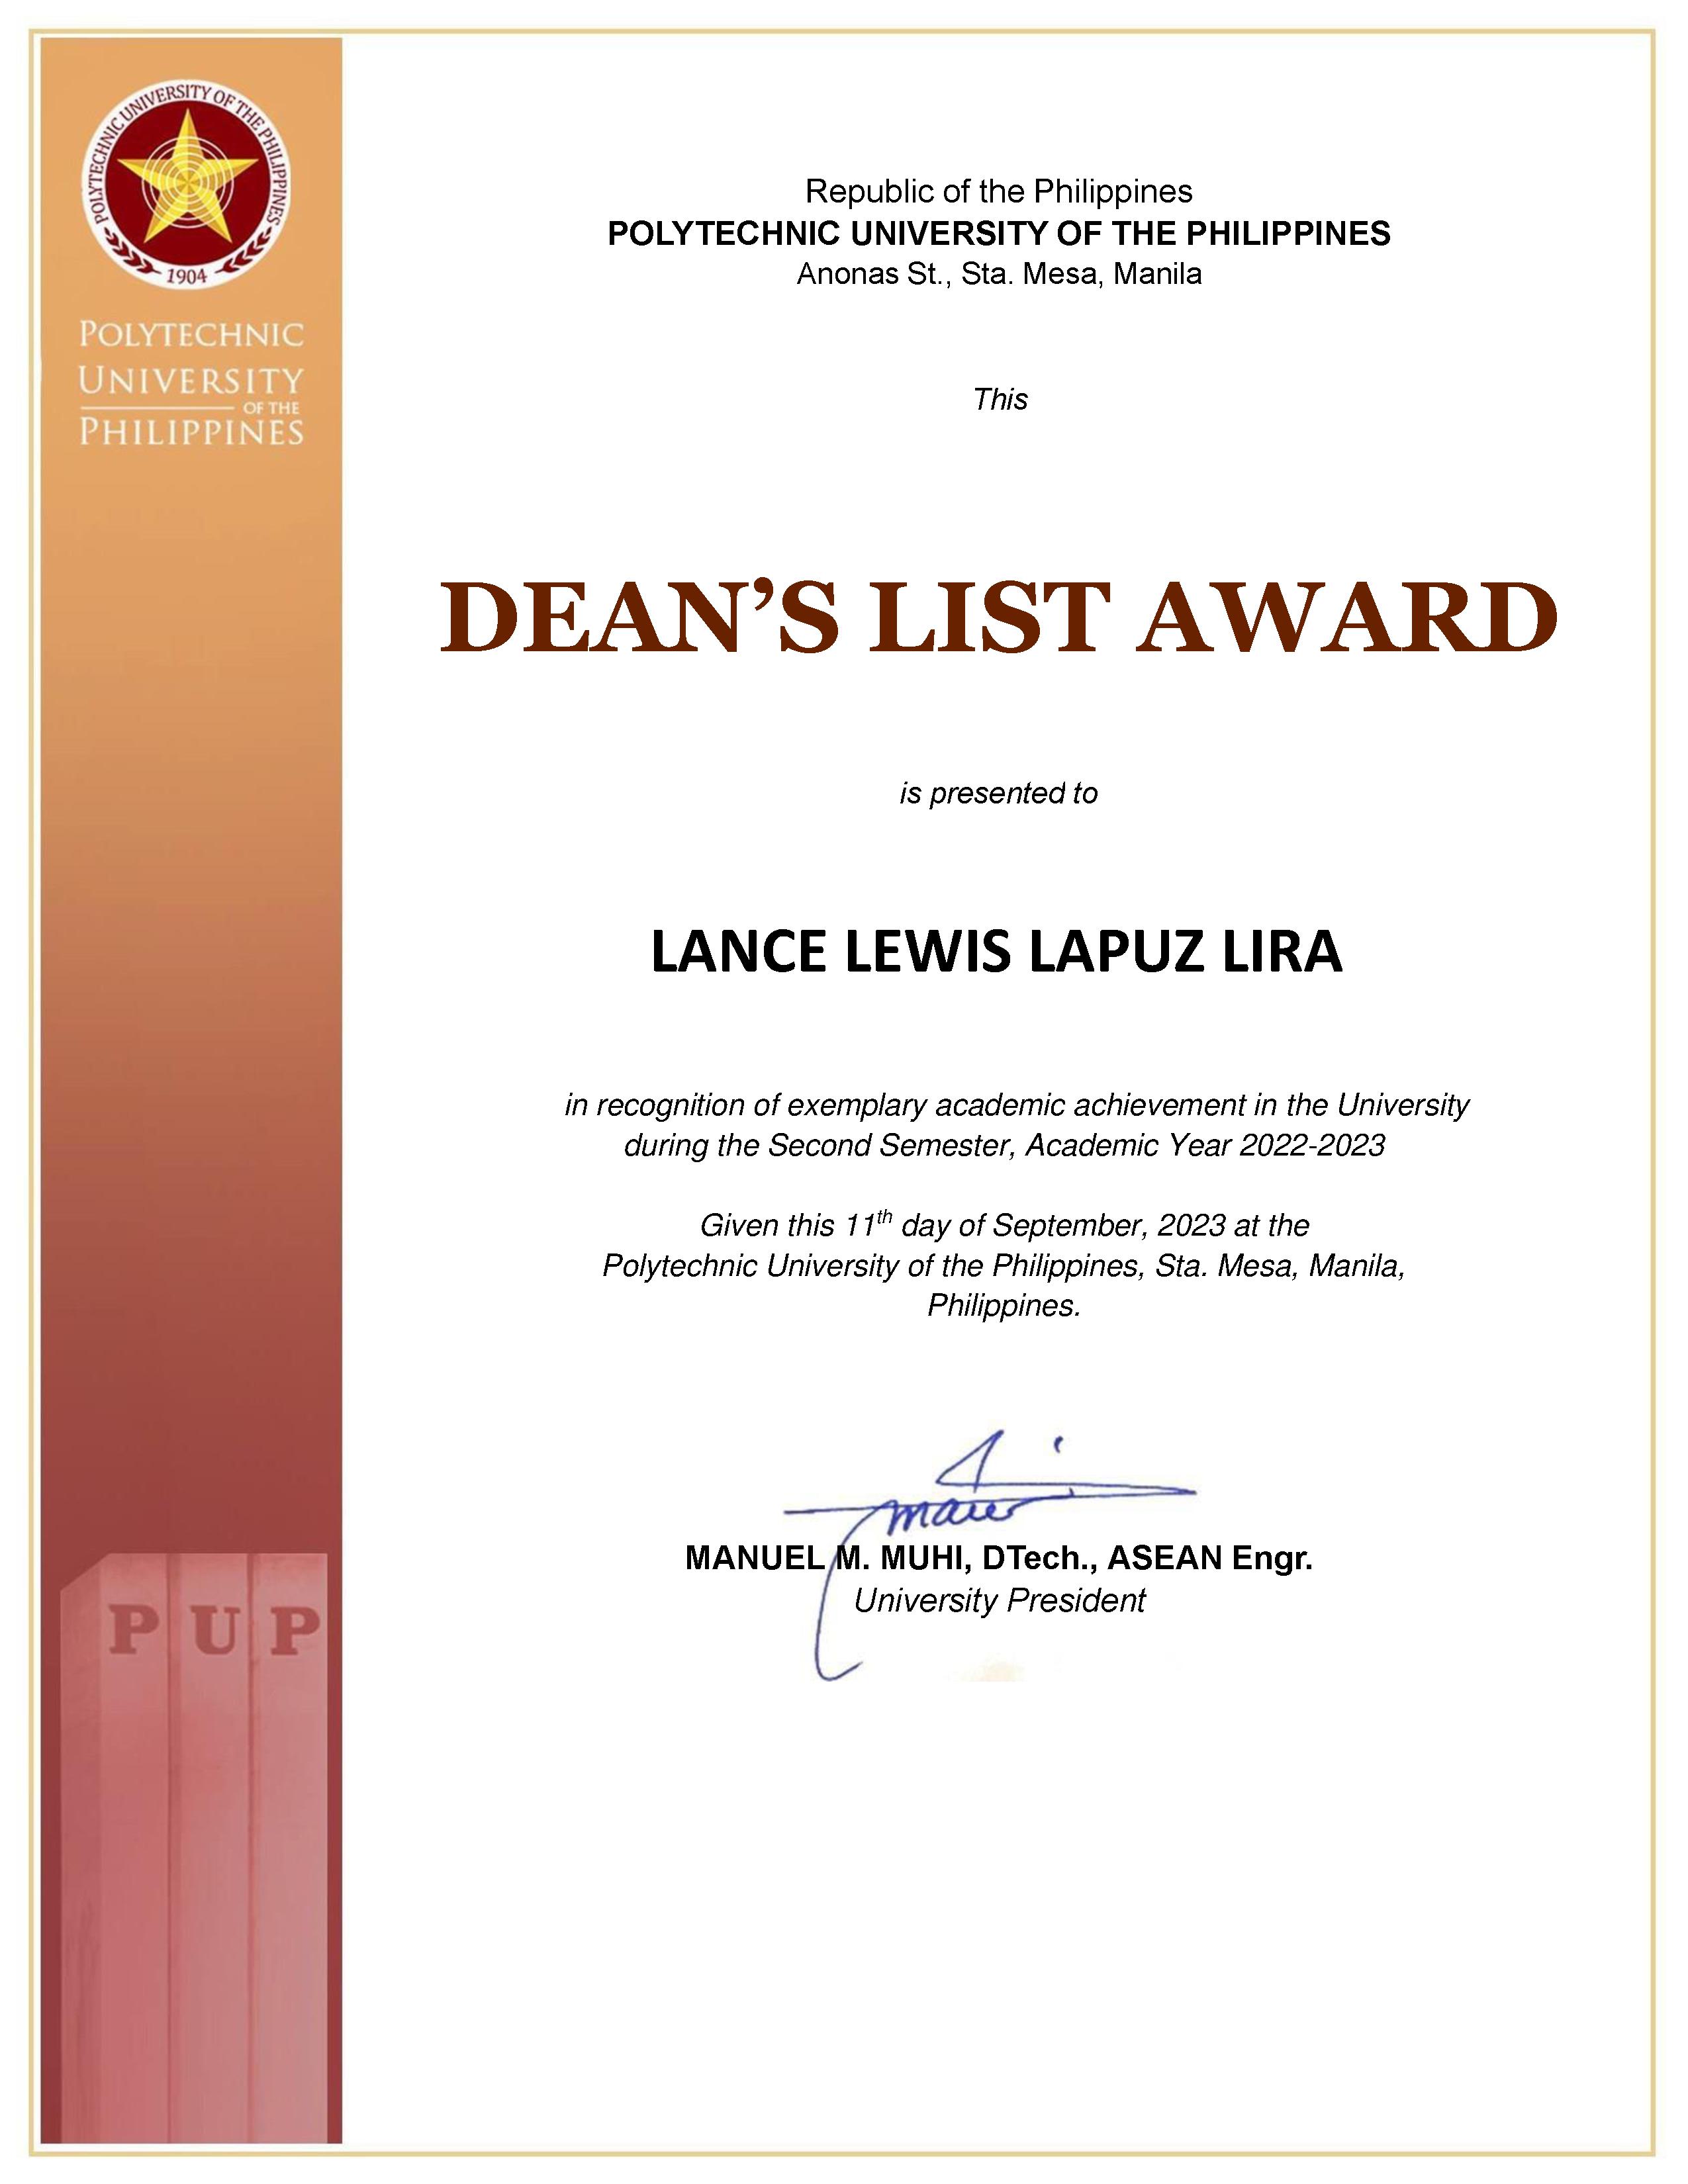 POLYTECHNIC UNIVERSITY OF THE PHILIPPINES
1904
POLYTECHNIC
UNIVERSITY
OF THE
PHILIPPINES
Republic of the Philippines
POLYTECHNIC UNIVERSITY OF THE PHILIPPINES
Anonas St., Sta. Mesa, Manila
This
DEAN’S LIST AWARD
is presented to
LANCE LEWIS LAPUZ LIRA
in recognition of exemplary academic achievement in the University
during the Second Semester, Academic Year 2022-2023
Given this 11th day of September, 2023 at the
Polytechnic University of the Philippines, Sta. Mesa, Manila,
Philippines.
MANUEL M. MUHI, DTech., ASEAN Engr.
University President
PUP